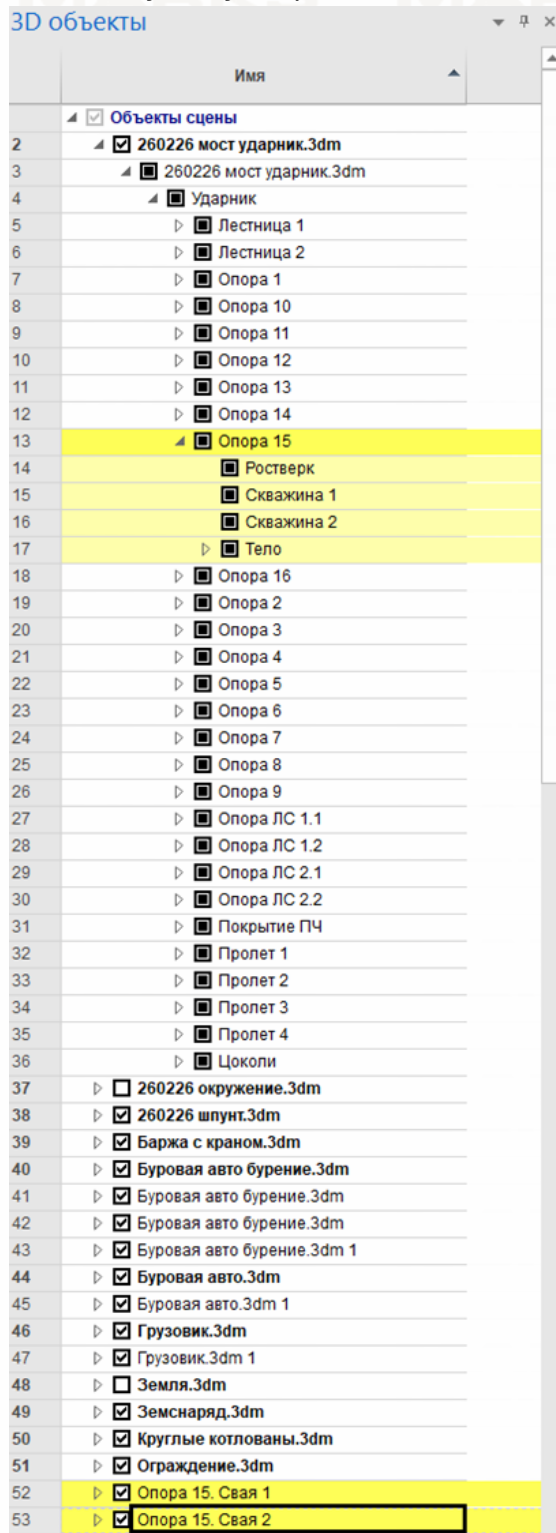 3D объекты
Имя
Объекты сцены
2 260226 мост ударник.3dm
3 260226 мост ударник.3dm
4 Ударник
5 Лестница 1
6 Лестница 2
7 Опора 1
8 Опора 10
9 Опора 11
10 Опора 12
11 Опора 13
12 Опора 14
13 Опора 15
14 Ростверк
15 Скважина 1
16 Скважина 2
17 Тело
18 Опора 16
19 Опора 2
20 Опора 3
21 Опора 4
22 Опора 5
23 Опора 6
24 Опора 7
25 Опора 8
26 Опора 9
27 Опора ЛС 1.1
28 Опора ЛС 1.2
29 Опора ЛС 2.1
30 Опора ЛС 2.2
31 Покрытие ПЧ
32 Пролет 1
33 Пролет 2
34 Пролет 3
35 Пролет 4
36 Цоколи
37 260226 окружение.3dm
38 260226 шпунт.3dm
39 Баржа с краном.3dm
40 Буровая авто бурение.3dm
41 Буровая авто бурение.3dm
42 Буровая авто бурение.3dm
43 Буровая авто бурение.3dm 1
44 Буровая авто.3dm
45 Буровая авто.3dm 1
46 Грузовик.3dm
47 Грузовик.3dm 1
48 Земля.3dm
49 Земснаряд.3dm
50 Круглые котлованы.3dm
51 Ограждение.3dm
52 Опора 15. Свая 1
53 Опора 15. Свая 2